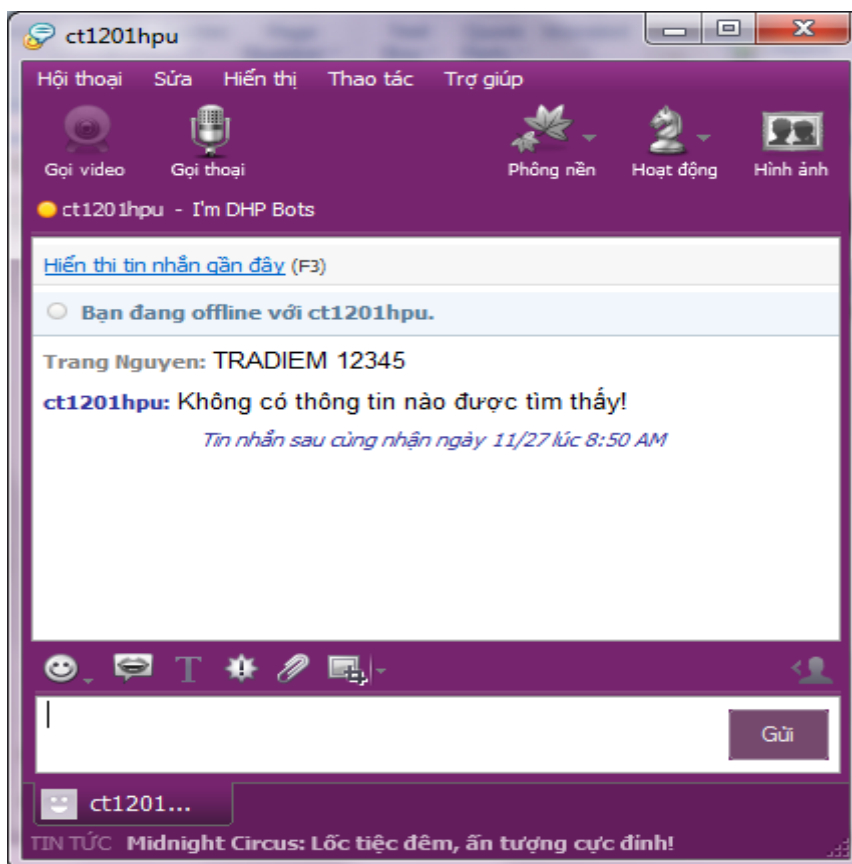 ct1201hpu
Hội thoại Sửa Hiển thị Thao tác Trợ giúp
Gọi video Gọi thoại Phông nền Hoạt động Hình ảnh
ct1201hpu - I'm DHP Bots
Hiển thi tin nhắn gần đây (F3)
Bạn đang offline với ct1201hpu.
Trang Nguyen: TRADIEM 12345
ct1201hpu: Không có thông tin nào được tìm thấy!
Tin nhắn sau cùng nhận ngày 11/27 lúc 8:50 AM
T
Gửi
ct1201...
TIN TỨC Midnight Circus: Lốc tiệc đêm, ấn tượng cực đỉnh!